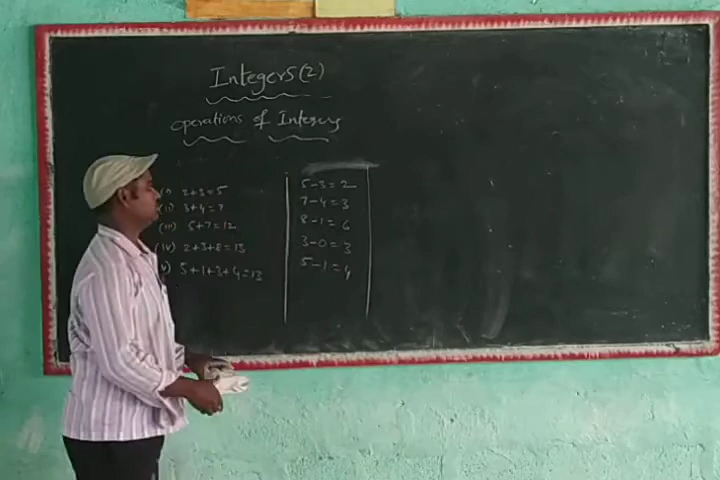 Integers (2)
operations of Integers
(i) 2+3=5
(ii) 3+4=7
(iii) 5+7=12
(iv) 2+3+8=13
(v) 5+1+3+4=13
5-3=2
7-4=3
8-1=6
3-0=3
5-1=4